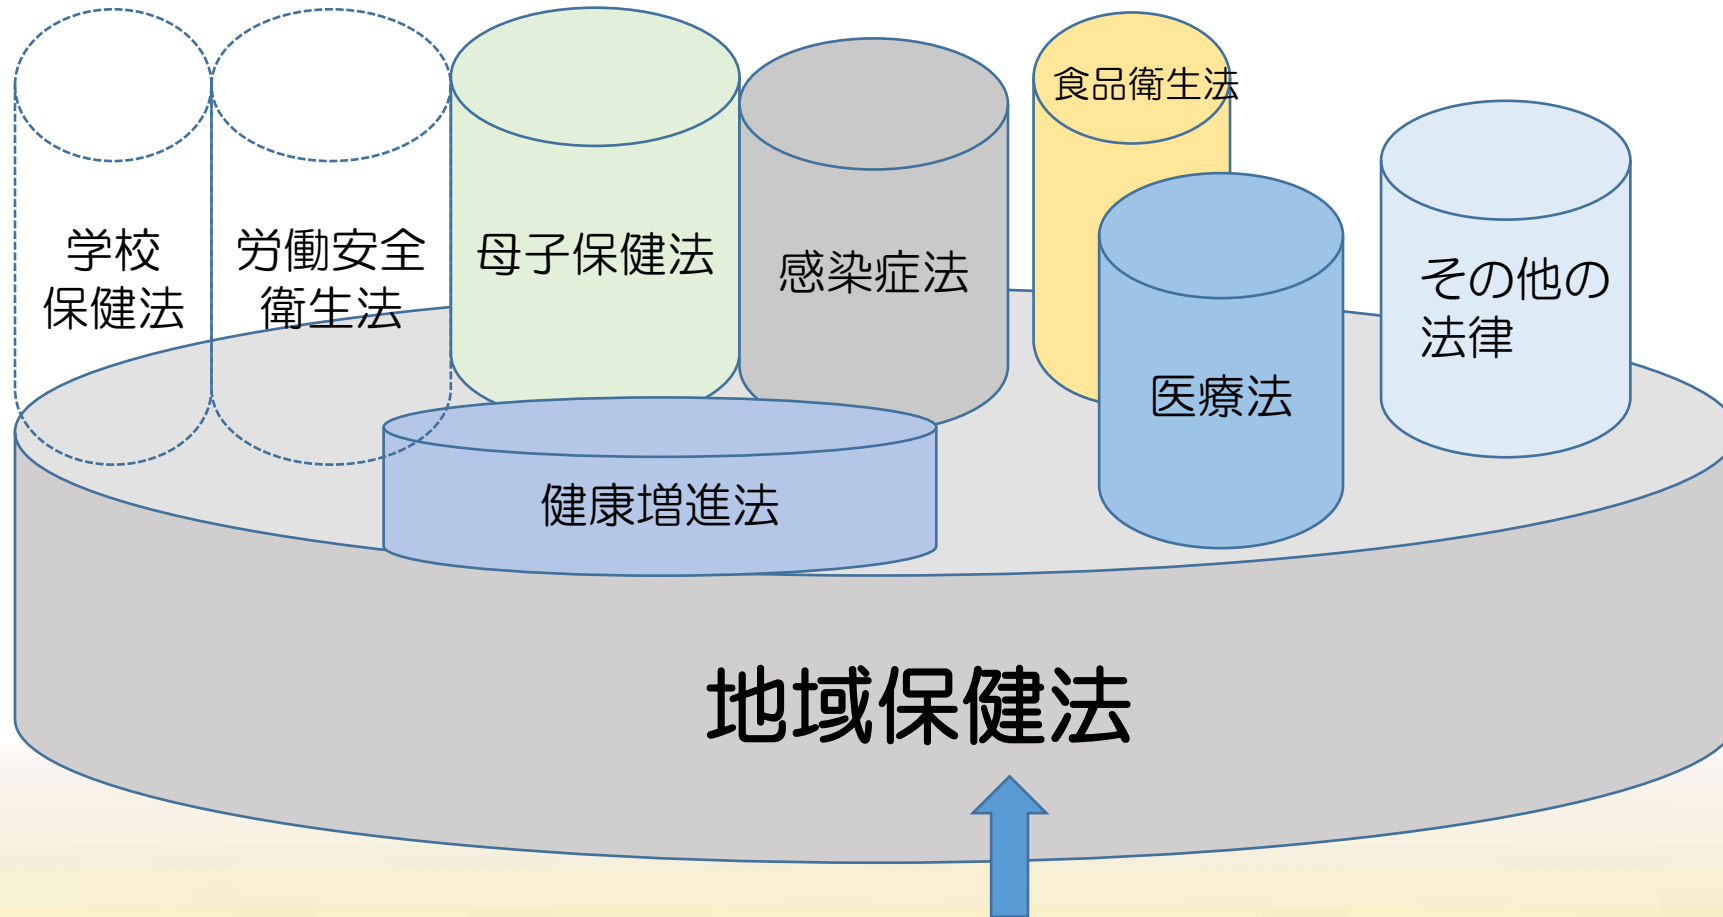 食品衛生法
学校
保健法
労働安全
衛生法
母子保健法
感染症法
その他の
法律
医療法
健康増進法
地域保健法